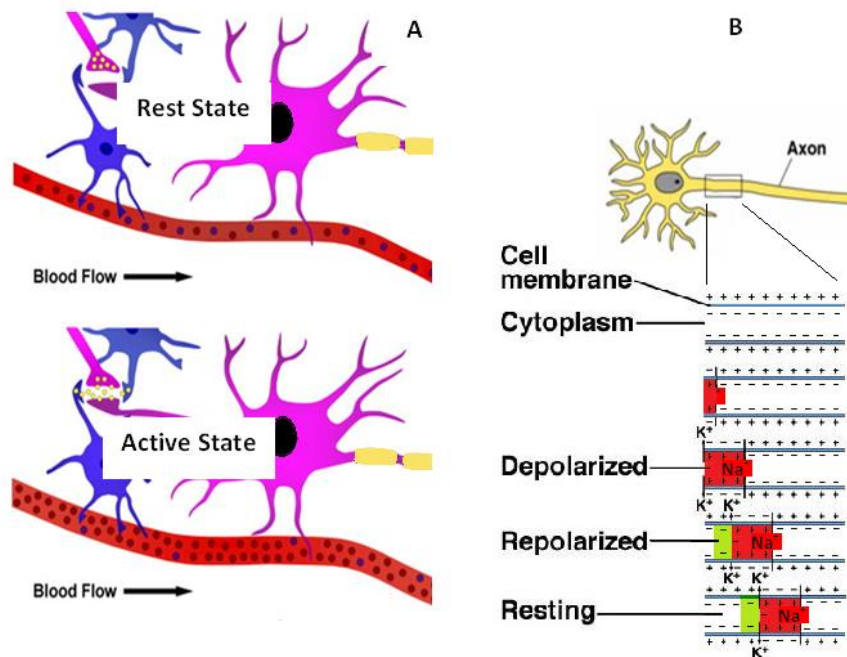 A
Rest State
Blood Flow
Active State
Blood Flow
B
Axon
Cell
membrane
Cytoplasm
K⁺
Depolarized
Na
K⁺ K⁺
Repolarized
Na
K⁺ K⁺
Resting
Na
K⁺